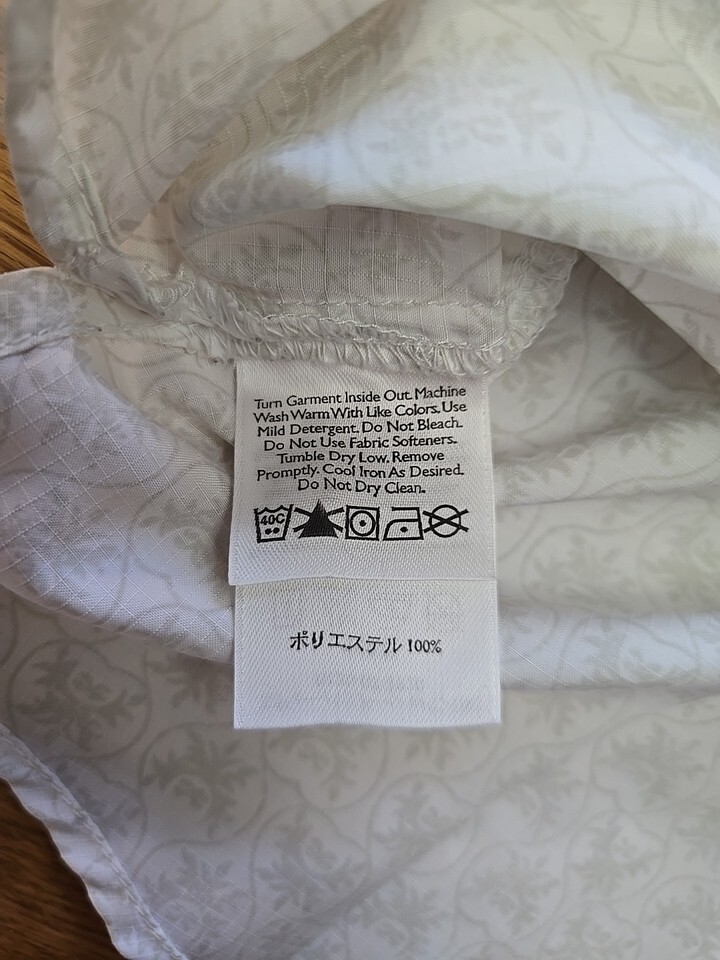 Turn Garment Inside Out. Machine
Wash Warm With Like Colors. Use
Mild Detergent. Do Not Bleach.
Do Not Use Fabric Softeners.
Tumble Dry Low. Remove
Promptly. Cool Iron As Desired.
Do Not Dry Clean.
40C
ポリエステル 100%